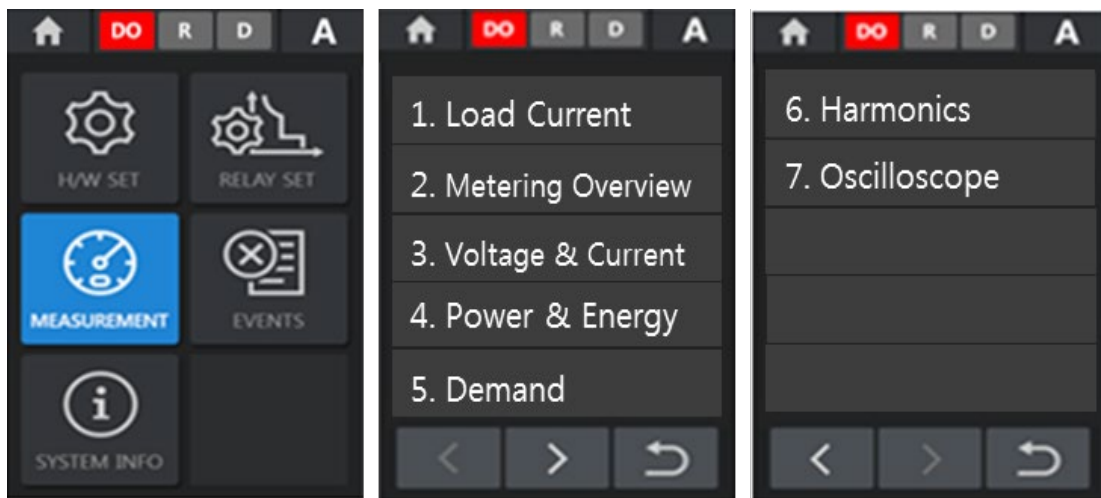 DO R D A
H/W SET RELAY SET
MEASUREMENT EVENTS
SYSTEM INFO
DO R D A
1. Load Current
2. Metering Overview
3. Voltage & Current
4. Power & Energy
5. Demand
DO R D A
6. Harmonics
7. Oscilloscope